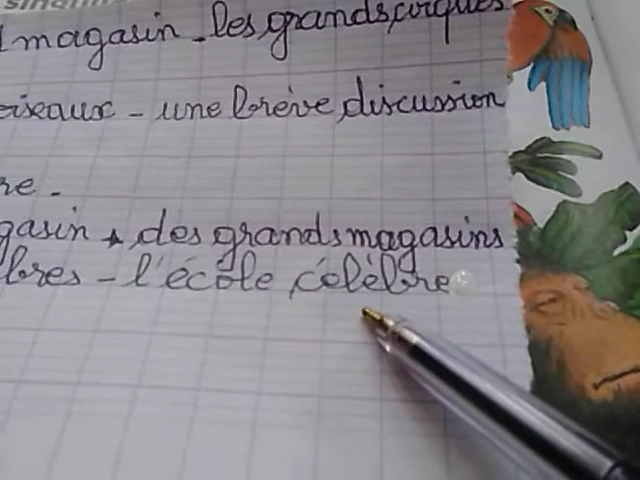 magasin - les grands cirques
oiseaux - une brève discussion
re -
gasin → des grands magasins
bres - l'école célèbre